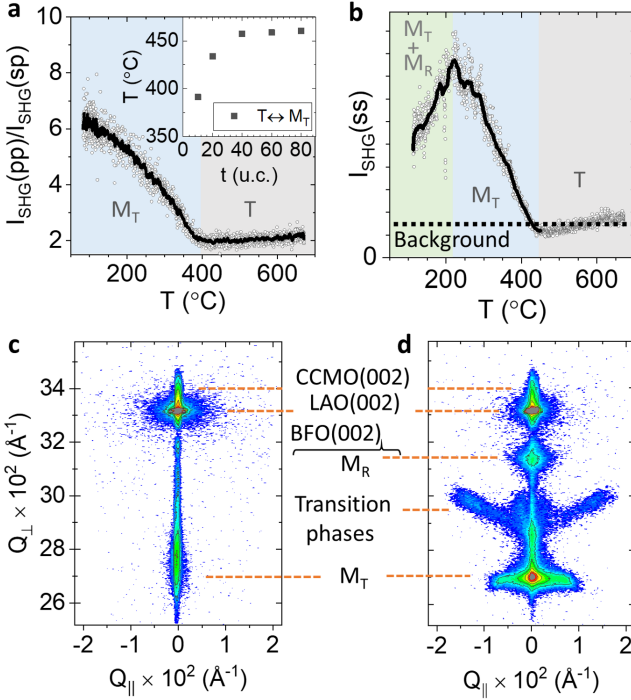 a
I_SHG(pp)/I_SHG(sp)
10
8
6
4
2
200
400
600
T (°C)
M_T
T
T (°C)
450
400
350
0 20 40 60 80
t (u.c.)
T↔ M_T
b
I_SHG(ss)
0
M_T
+
M_R
M_T
T
Background
200
400
600
T (°C)
c
Q_⊥ × 10² (Å⁻¹)
34
32
30
28
26
-2
-1
0
1
2
Q_|| × 10² (Å⁻¹)
CCMO(002)
LAO(002)
BFO(002)
M_R
Transition
phases
M_T
d
-2
-1
0
1
2
Q_|| × 10² (Å⁻¹)